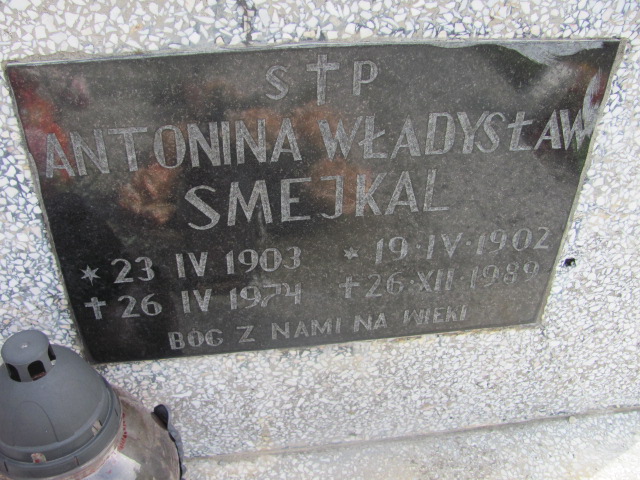 S † P
ANTONINA WŁADYSŁAW
SMEJKAL
* 23 IV 1903 * 19·IV·1902
† 26 IV 1974 † 26·XII·1989
BÓG Z NAMI NA WIEKI